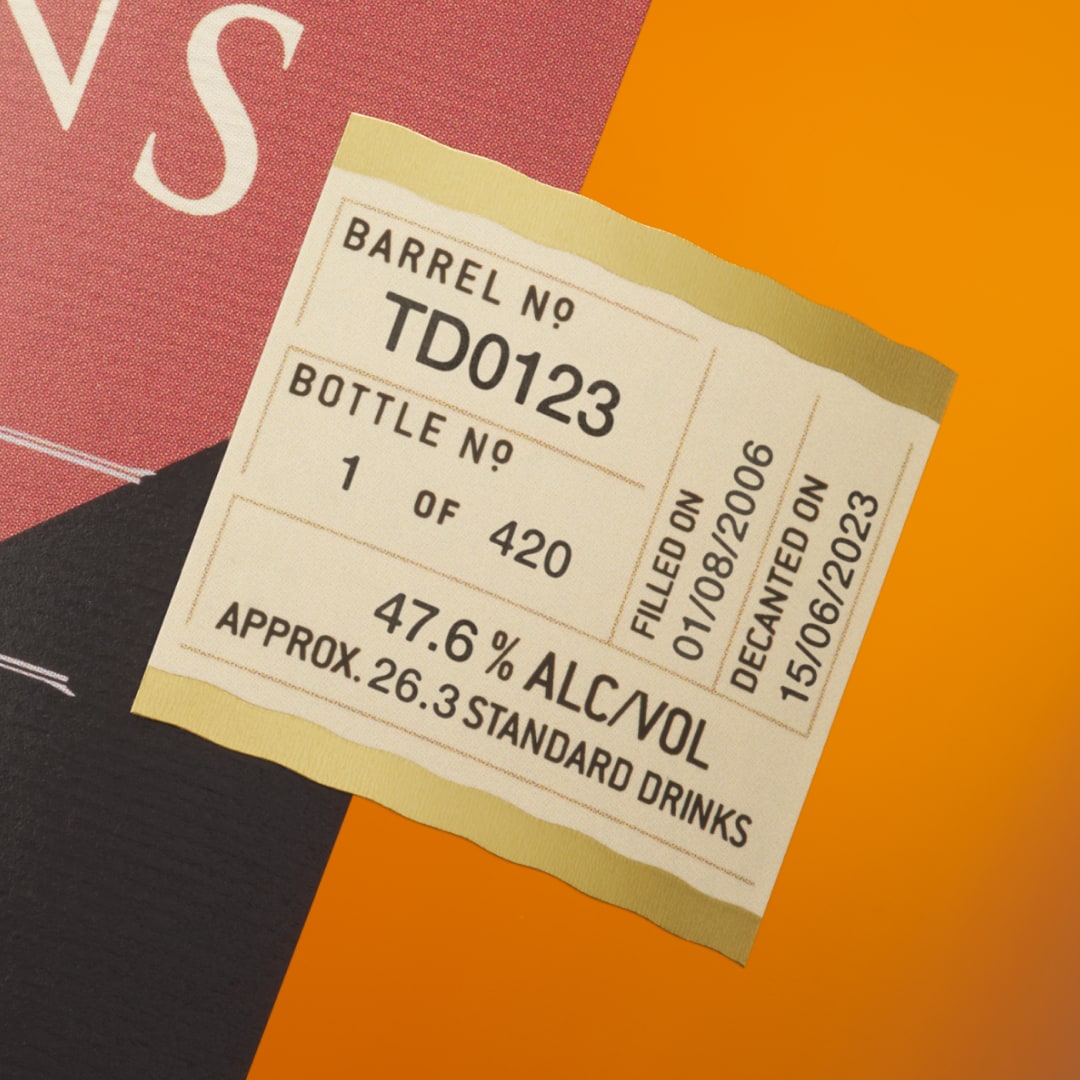 VS
BARREL Nº
TD0123
BOTTLE Nº
1 OF 420
47.6% ALC/VOL
APPROX. 26.3 STANDARD DRINKS
FILLED ON
01/08/2006
DECANTED ON
15/06/2023